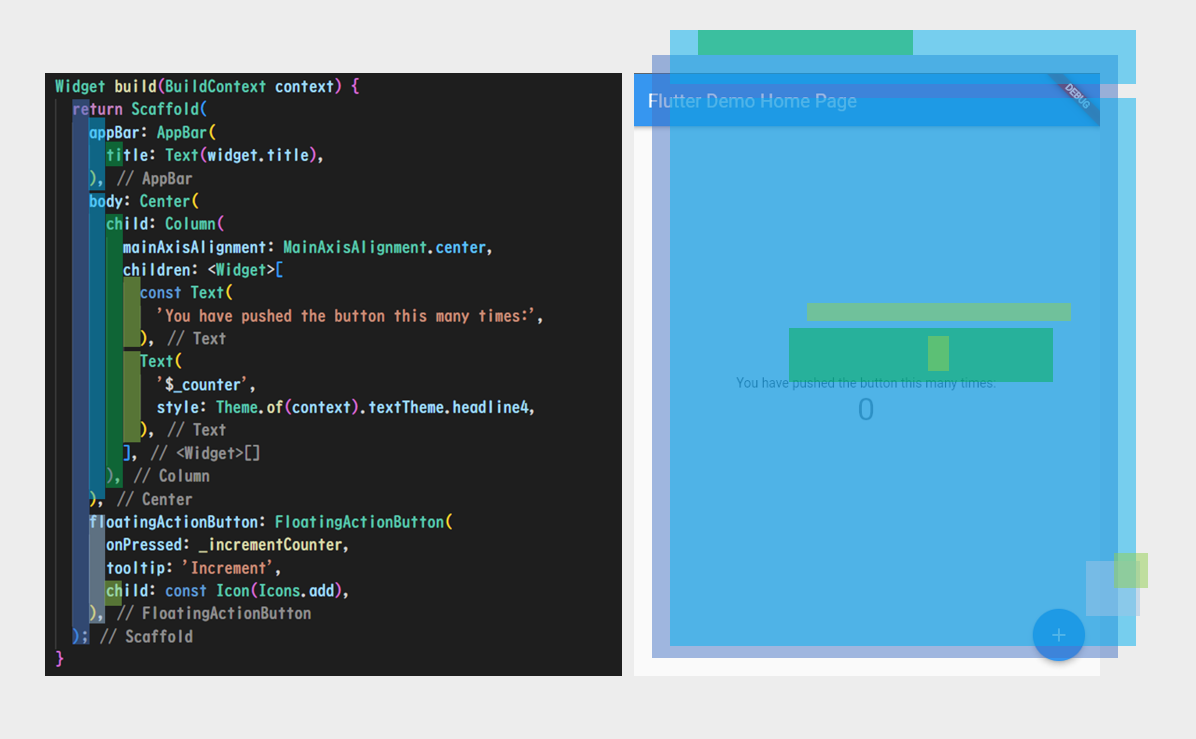 Widget build(BuildContext context) {
return Scaffold(
appBar: AppBar(
title: Text(widget.title),
), // AppBar
body: Center(
child: Column(
mainAxisAlignment: MainAxisAlignment.center,
children: <Widget>[
const Text(
'You have pushed the button this many times:',
), // Text
Text(
'$_counter',
style: Theme.of(context).textTheme.headline4,
), // Text
], // <Widget>[]
), // Column
), // Center
floatingActionButton: FloatingActionButton(
onPressed: _incrementCounter,
tooltip: 'Increment',
child: const Icon(Icons.add),
), // FloatingActionButton
); // Scaffold
}
Flutter Demo Home Page
DEBUG
You have pushed the button this many times:
0
+